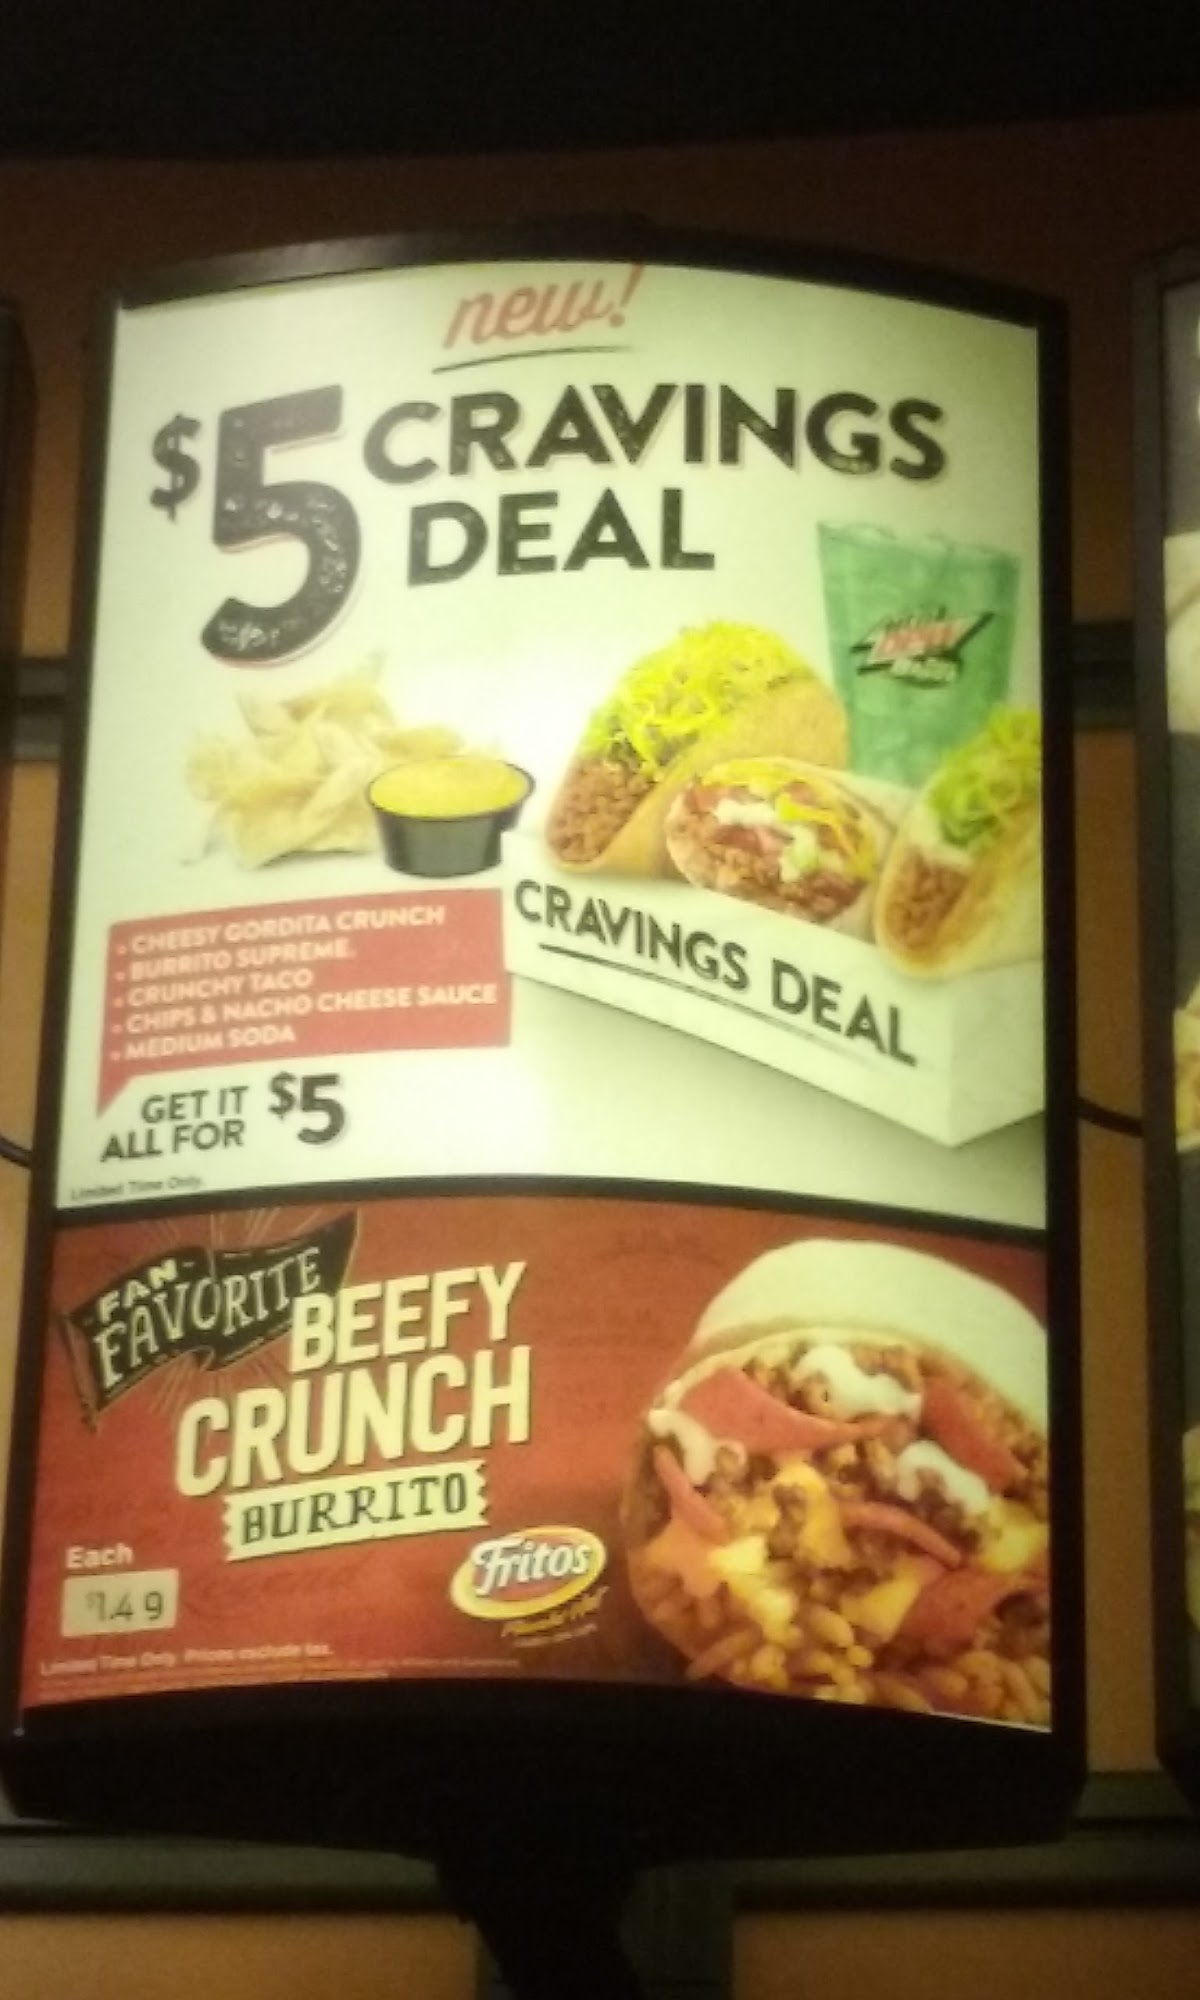 new!
$5 CRAVINGS
DEAL
CRAVINGS DEAL
• CHEESY GORDITA CRUNCH
• BURRITO SUPREME.
• CRUNCHY TACO
• CHIPS & NACHO CHEESE SAUCE
• MEDIUM SODA
GET IT
ALL FOR $5
Limited Time Only.
FAN-
FAVORITE
BEEFY
CRUNCH
BURRITO
Fritos
Each
$1.49
Limited Time Only. Prices exclude tax.